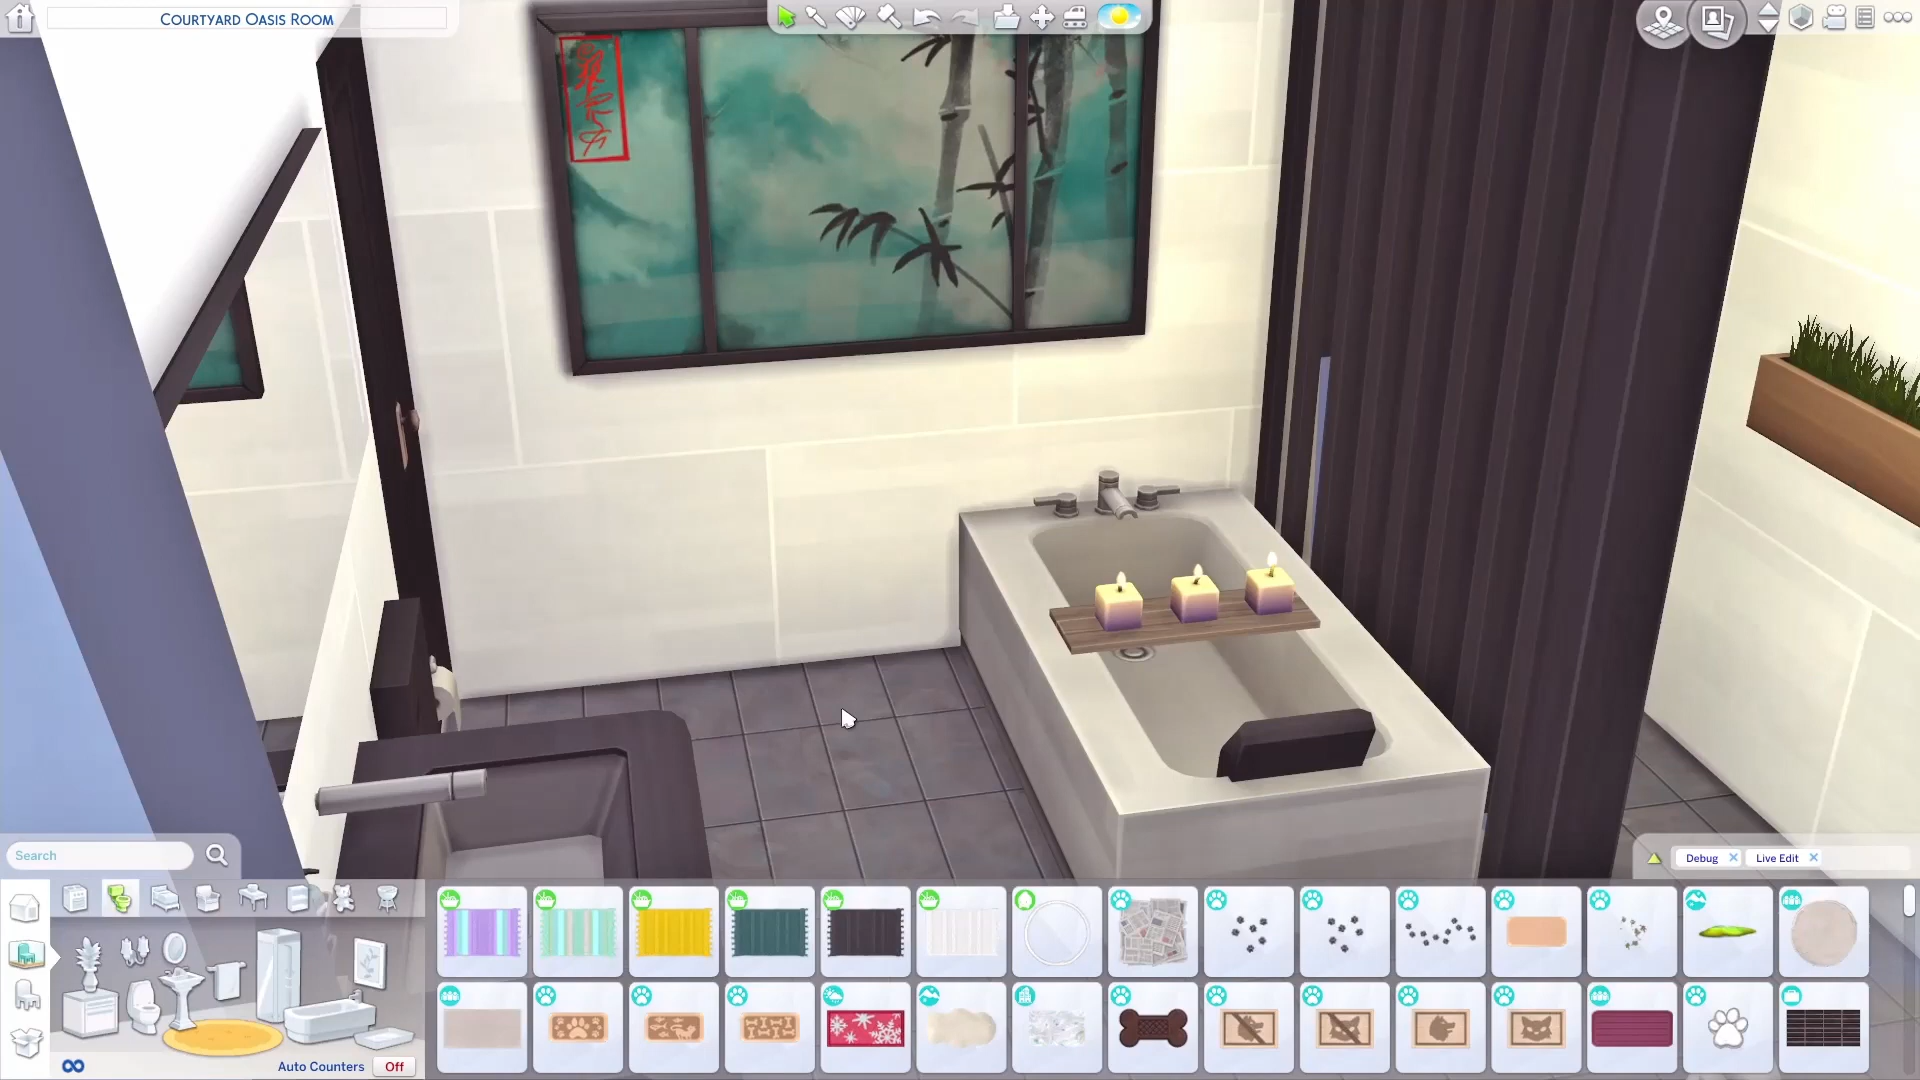 Courtyard Oasis Room
Search
Debug
Live Edit
Auto Counters Off